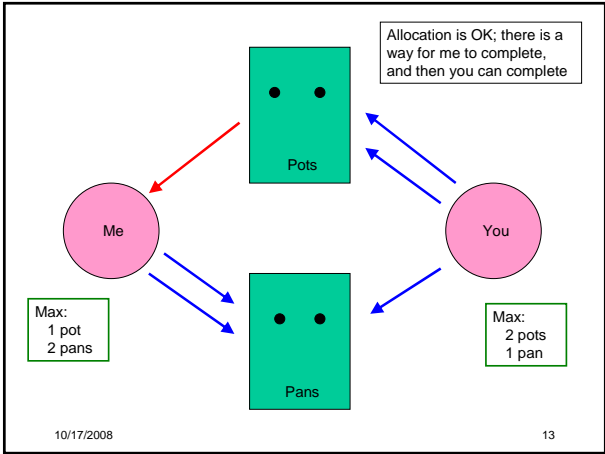 Allocation is OK; there is a
way for me to complete,
and then you can complete
Pots
Me
You
Max:
1 pot
2 pans
Max:
2 pots
1 pan
Pans
10/17/2008
13